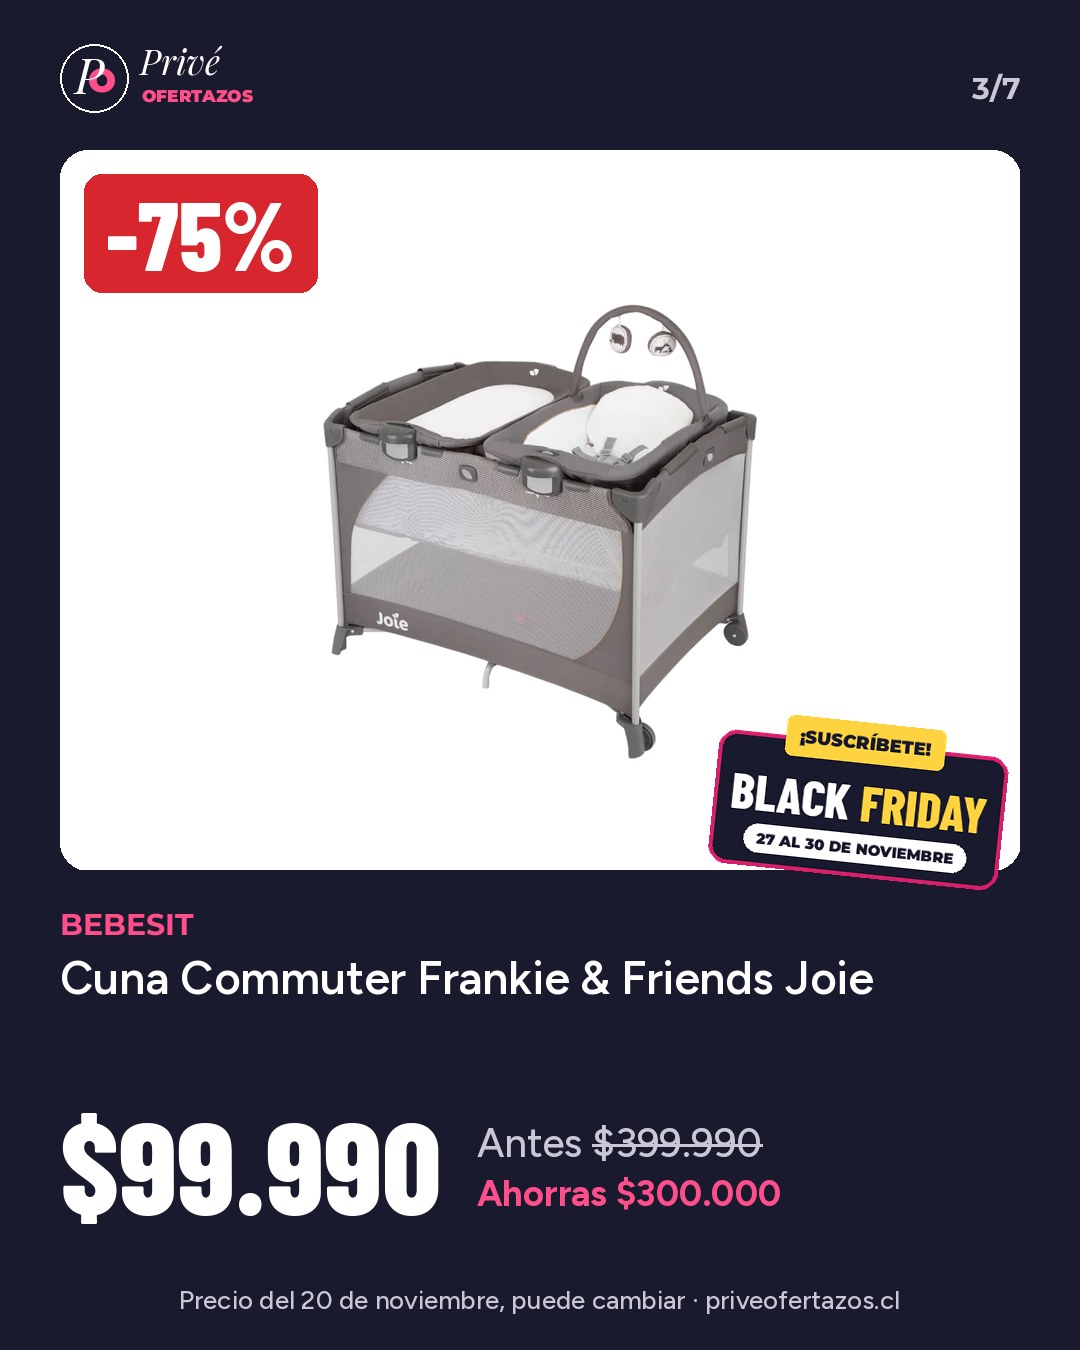 Privé
OFERTAZOS
3/7
-75%
Joie
¡SUSCRÍBETE!
BLACK FRIDAY
27 AL 30 DE NOVIEMBRE
BEBESIT
Cuna Commuter Frankie & Friends Joie
$99.990
Antes $399.990
Ahorras $300.000
Precio del 20 de noviembre, puede cambiar · priveofertazos.cl